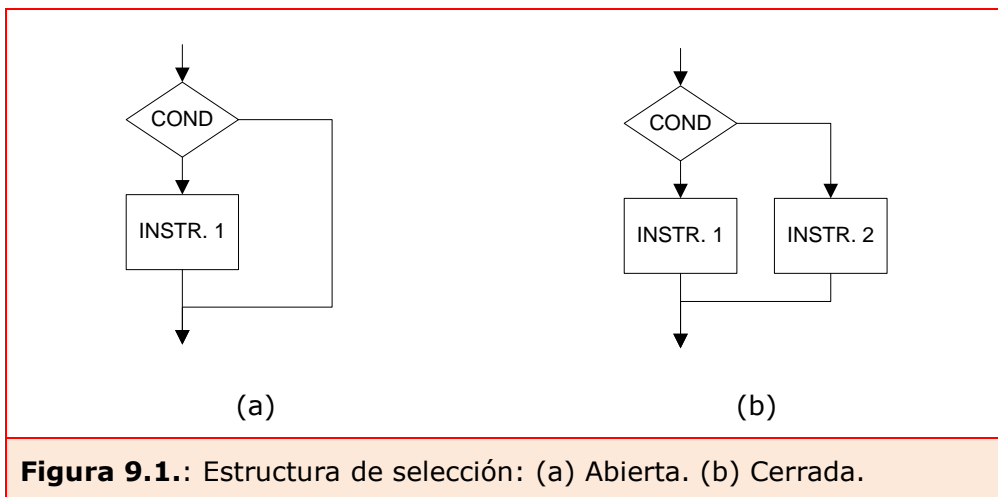 COND
INSTR. 1
(a)
COND
INSTR. 1
INSTR. 2
(b)
Figura 9.1.: Estructura de selección: (a) Abierta. (b) Cerrada.